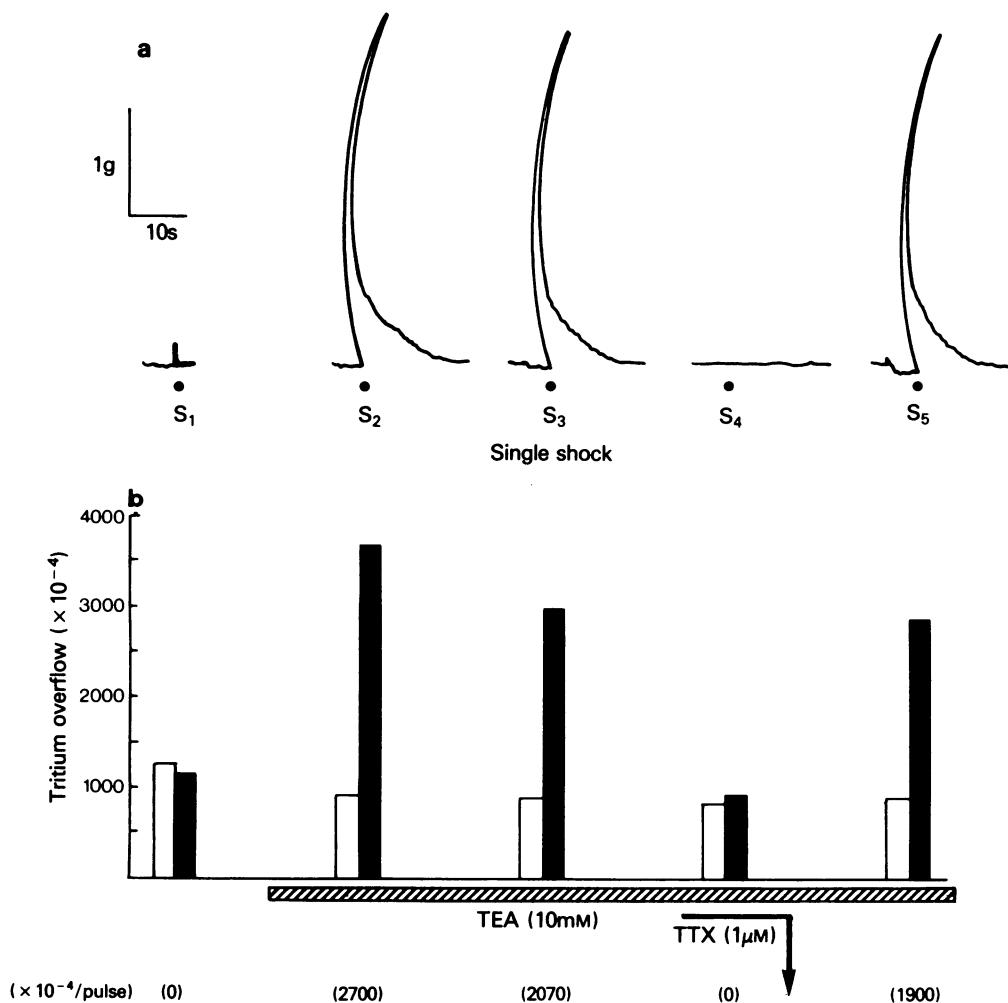 a
1g
10s
S₁ S₂ S₃ S₄ S₅
Single shock
b
Tritium overflow (× 10⁻⁴)
4000
3000
2000
1000
TEA (10mM)
TTX (1μM)
(× 10⁻⁴/pulse) (0) (2700) (2070) (0) (1900)